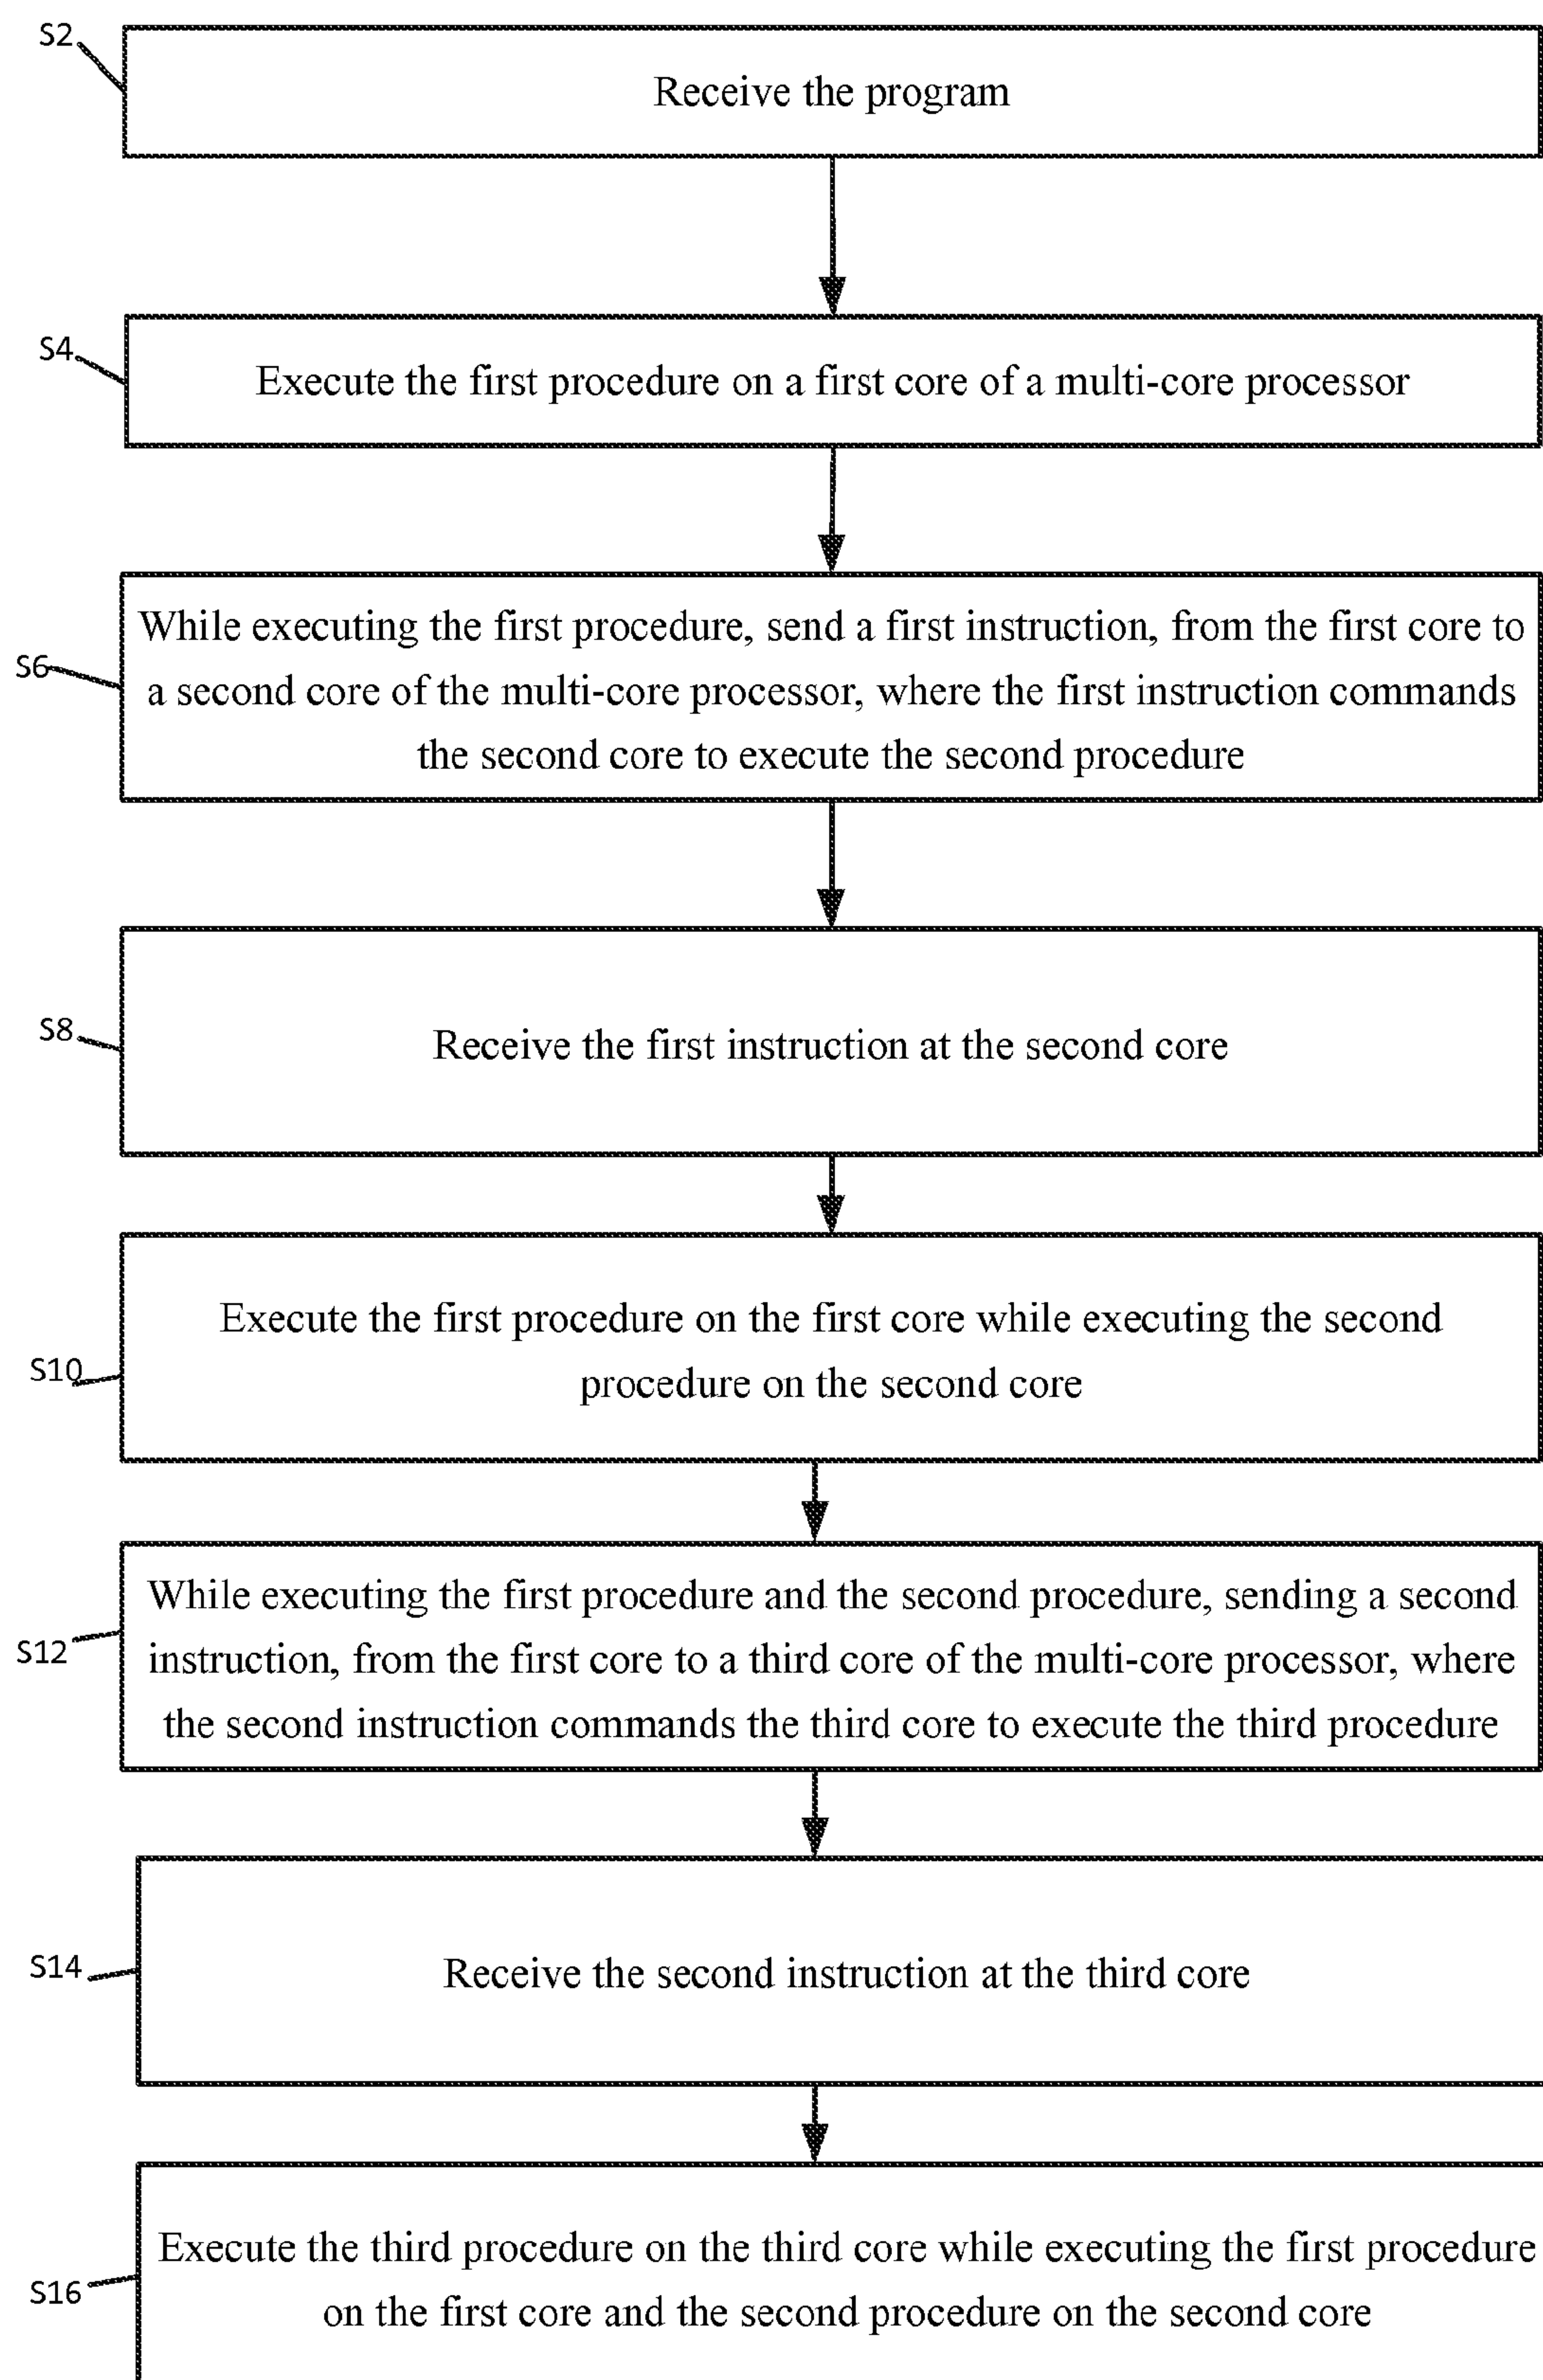 S2
Receive the program
S4
Execute the first procedure on a first core of a multi-core processor
S6
While executing the first procedure, send a first instruction, from the first core to
a second core of the multi-core processor, where the first instruction commands
the second core to execute the second procedure
S8
Receive the first instruction at the second core
S10
Execute the first procedure on the first core while executing the second
procedure on the second core
S12
While executing the first procedure and the second procedure, sending a second
instruction, from the first core to a third core of the multi-core processor, where
the second instruction commands the third core to execute the third procedure
S14
Receive the second instruction at the third core
S16
Execute the third procedure on the third core while executing the first procedure
on the first core and the second procedure on the second core